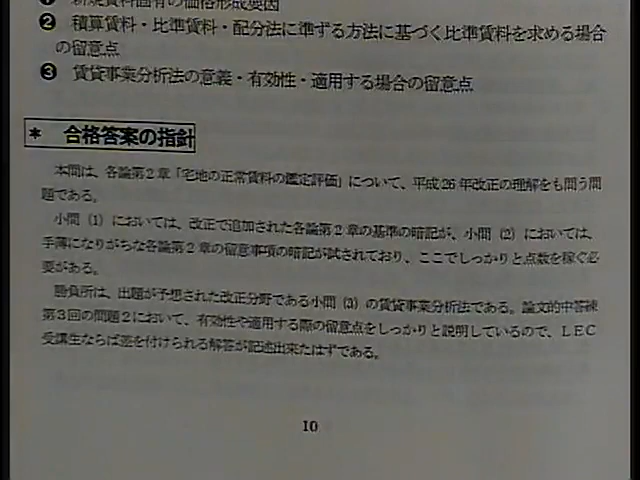 ❶ 新規賃料固有の価格形成要因
❷ 積算賃料・比準賃料・配分法に準ずる方法に基づく比準賃料を求める場合
の留意点
❸ 賃貸事業分析法の意義・有効性・適用する場合の留意点
＊ 合格答案の指針
本問は、各論第２章「宅地の正常賃料の鑑定評価」について、平成26年改正の理解をも問う問
題である。
小問（1）においては、改正で追加された各論第２章の基準の暗記が、小問（2）においては、
手薄になりがちな各論第２章の留意事項の暗記が試されており、ここでしっかりと点数を稼ぐ必
要がある。
勝負所は、出題が予想された改正分野である小問（3）の賃貸事業分析法である。論文的中答練
第３回の問題２において、有効性や適用する際の留意点をしっかりと説明しているので、ＬＥＣ
受講生ならば差を付けられる解答が記述出来たはずである。
10